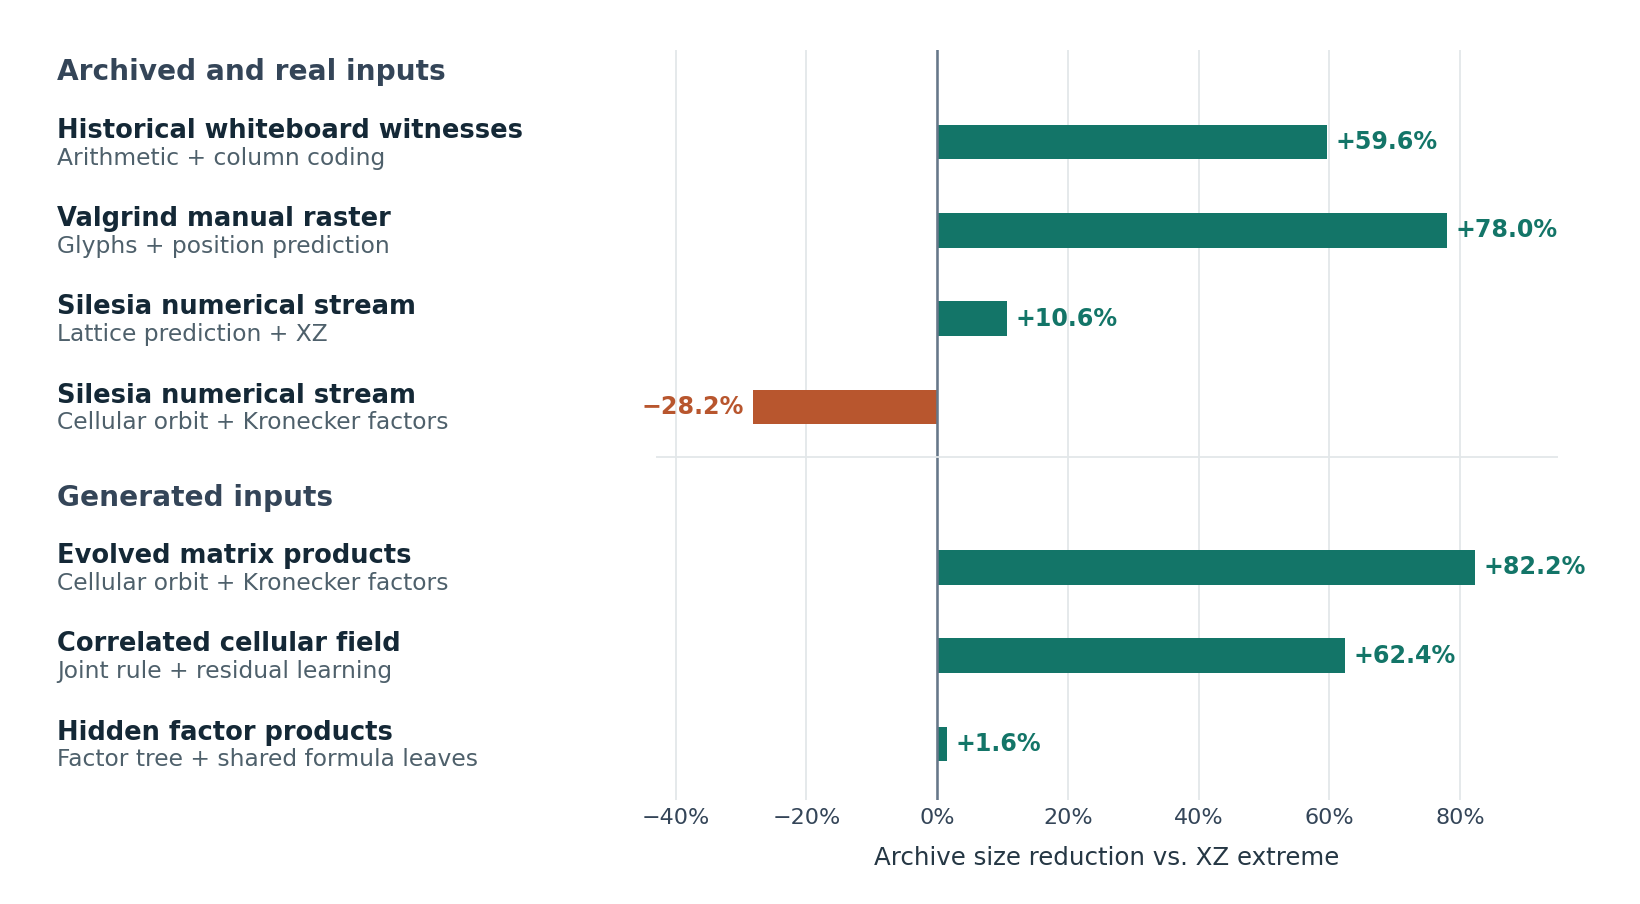 Archived and real inputs
Historical whiteboard witnesses
Arithmetic + column coding
+59.6%
Valgrind manual raster
Glyphs + position prediction
+78.0%
Silesia numerical stream
Lattice prediction + XZ
+10.6%
Silesia numerical stream
Cellular orbit + Kronecker factors
−28.2%
Generated inputs
Evolved matrix products
Cellular orbit + Kronecker factors
+82.2%
Correlated cellular field
Joint rule + residual learning
+62.4%
Hidden factor products
Factor tree + shared formula leaves
+1.6%
−40% −20% 0% 20% 40% 60% 80%
Archive size reduction vs. XZ extreme